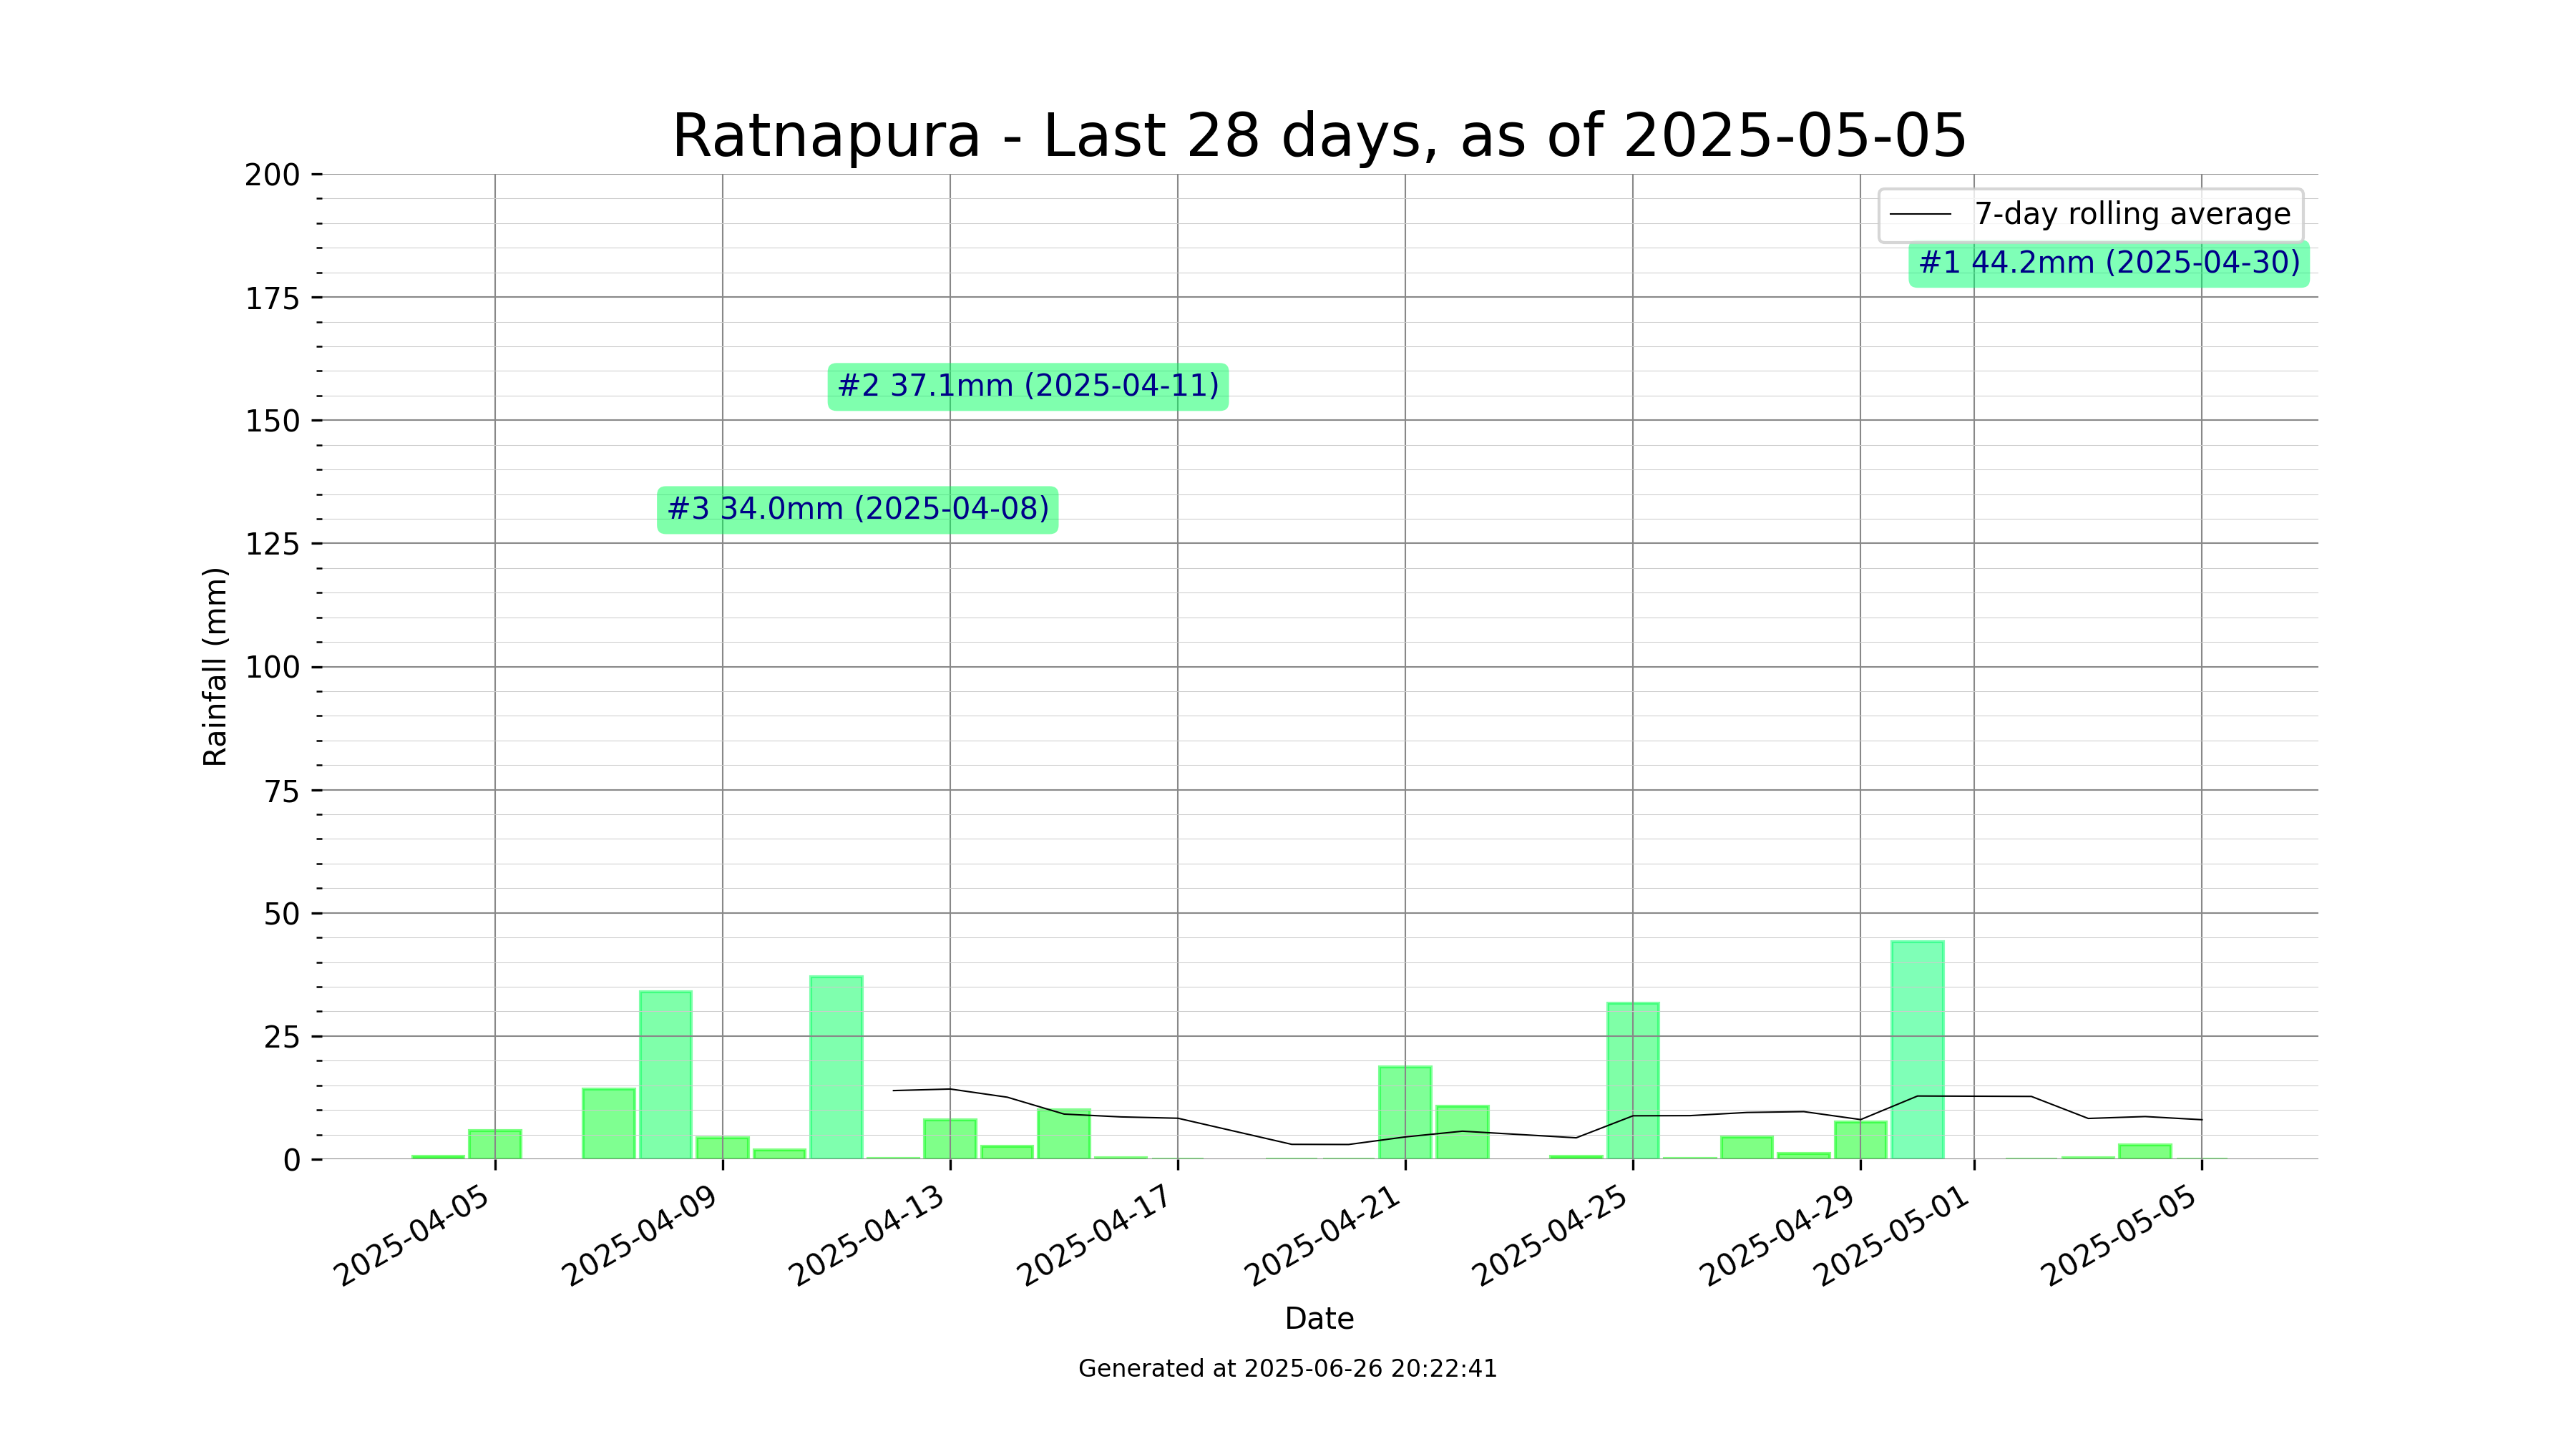 Ratnapura - Last 28 days, as of 2025-05-05
7-day rolling average
#1 44.2mm (2025-04-30)
#2 37.1mm (2025-04-11)
#3 34.0mm (2025-04-08)
Rainfall (mm)
200
175
150
125
100
75
50
25
0
2025-04-05
2025-04-09
2025-04-13
2025-04-17
2025-04-21
2025-04-25
2025-04-29
2025-05-01
2025-05-05
Date
Generated at 2025-06-26 20:22:41